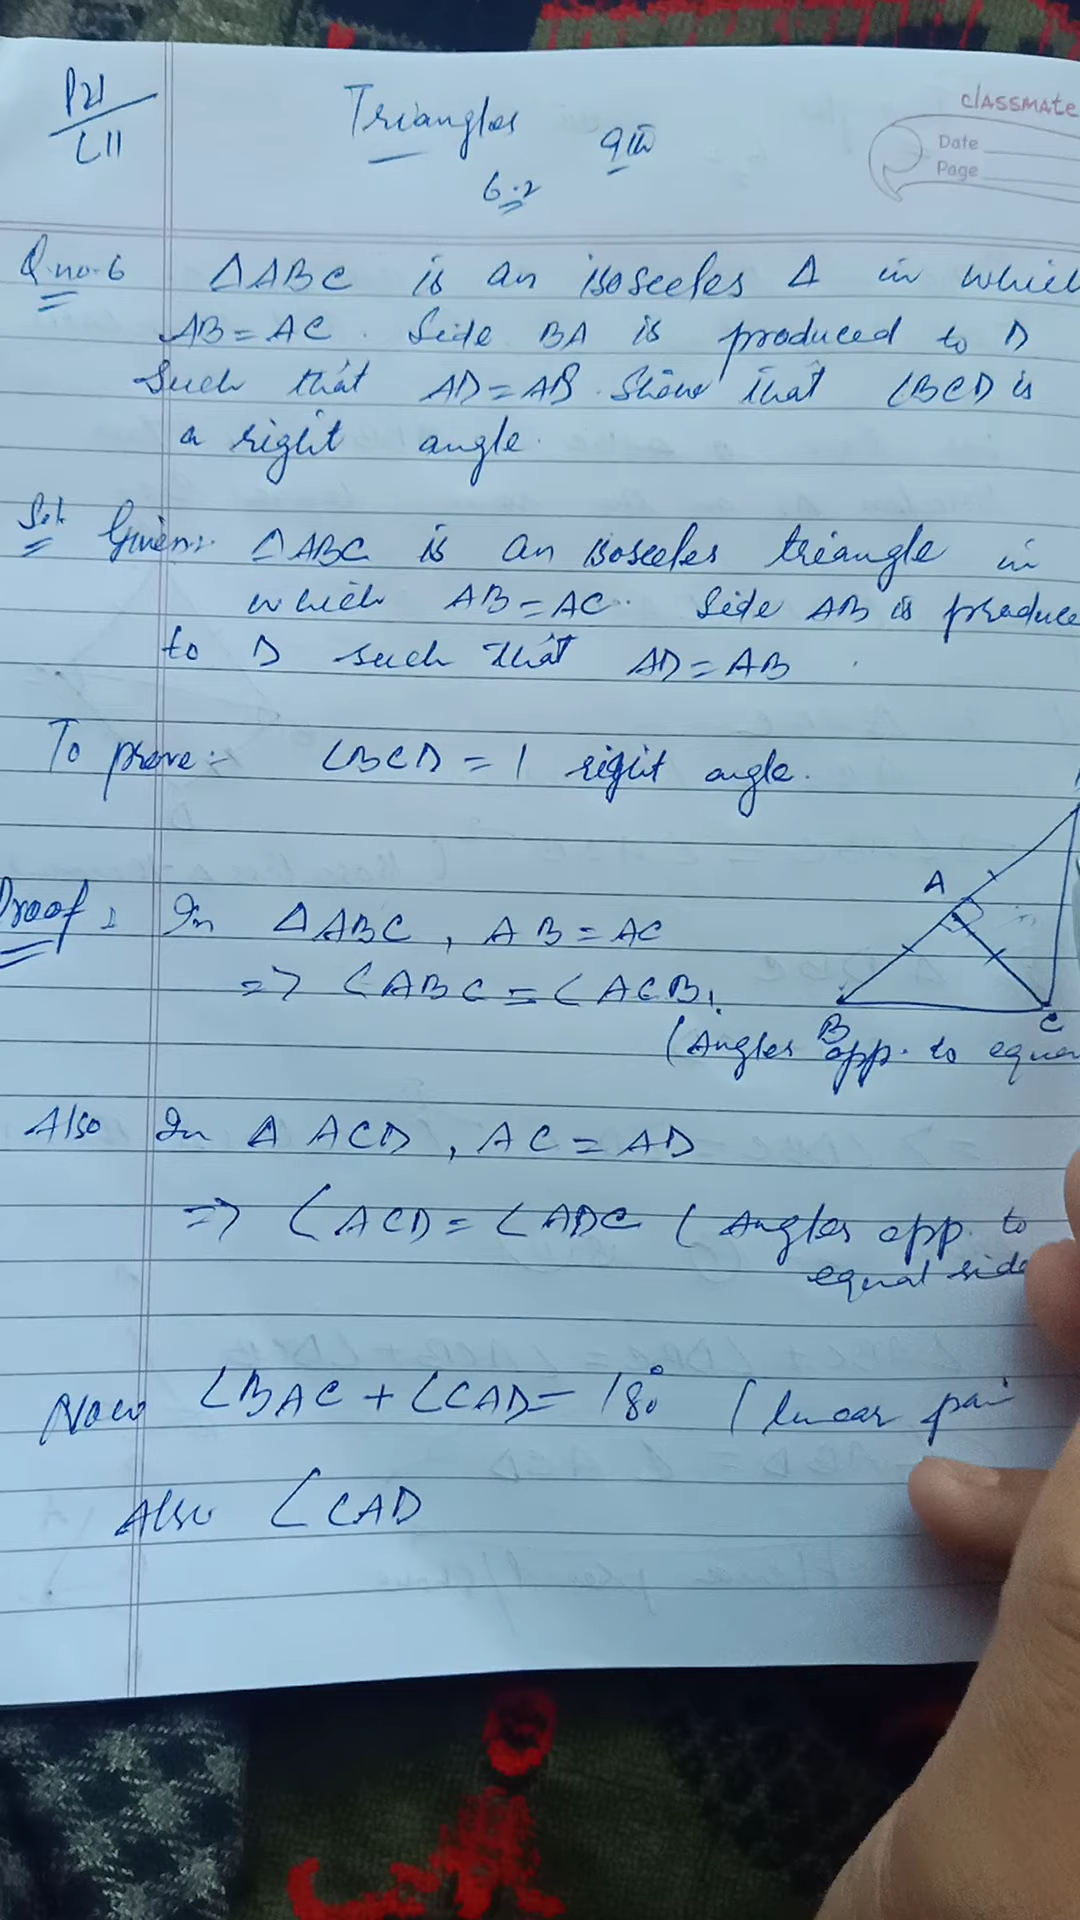 P21
L11
Triangles 9th
6.2
classmate
Date
Page
Q.no.6 ΔABC is an isosceles Δ in which
AB=AC. Side BA is produced to D
Such that AD=AB. Show that ∠BCD is
a right angle.
Sol. Given:- ΔABC is an isosceles triangle in
which AB=AC. Side AB is produce
to D such that AD=AB.
To prove:- ∠BCD = 1 right angle.
A
B
C
Proof: In ΔABC, AB=AC
=> ∠ABC = ∠ACB.
(Angles opp. to equa
Also In ΔACD, AC=AD
=> ∠ACD = ∠ADC (Angles opp. to
equal side
Now ∠BAC + ∠CAD = 180° (linear pai
Also ∠CAD